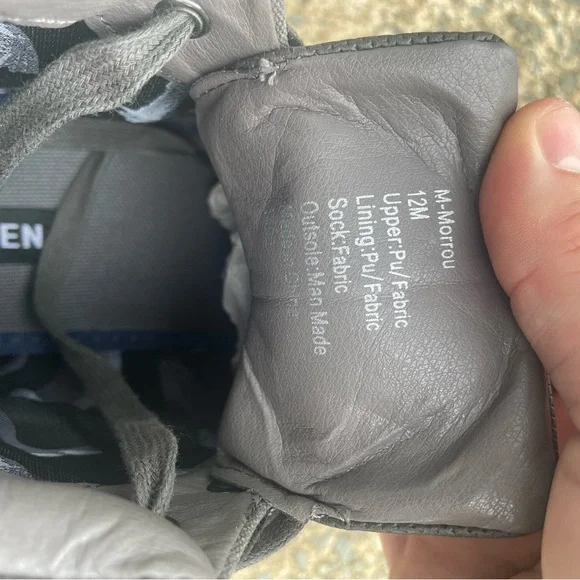 M-Morrou
12M
Upper:Pu/Fabric
Lining:Pu/Fabric
Sock:Fabric
Outsole:Man Made
EN